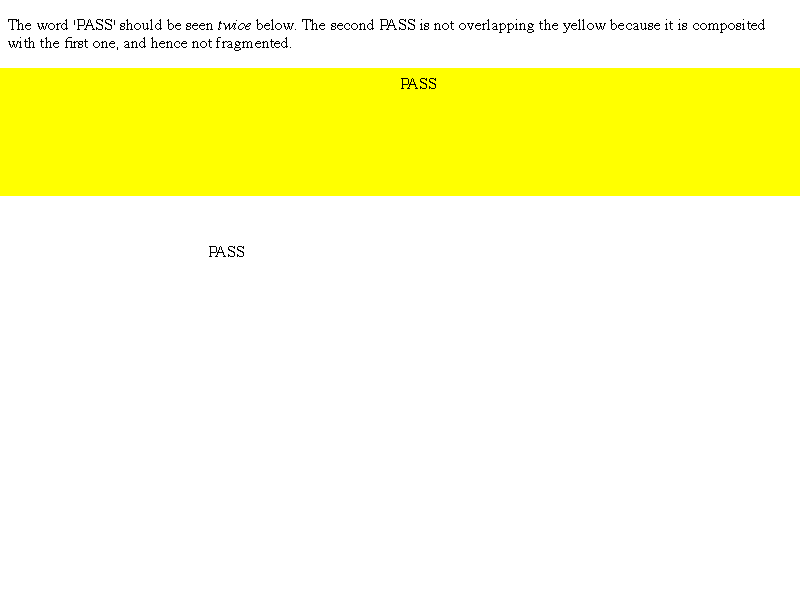 The word 'PASS' should be seen twice below. The second PASS is not overlapping the yellow because it is composited
with the first one, and hence not fragmented.
PASS
PASS